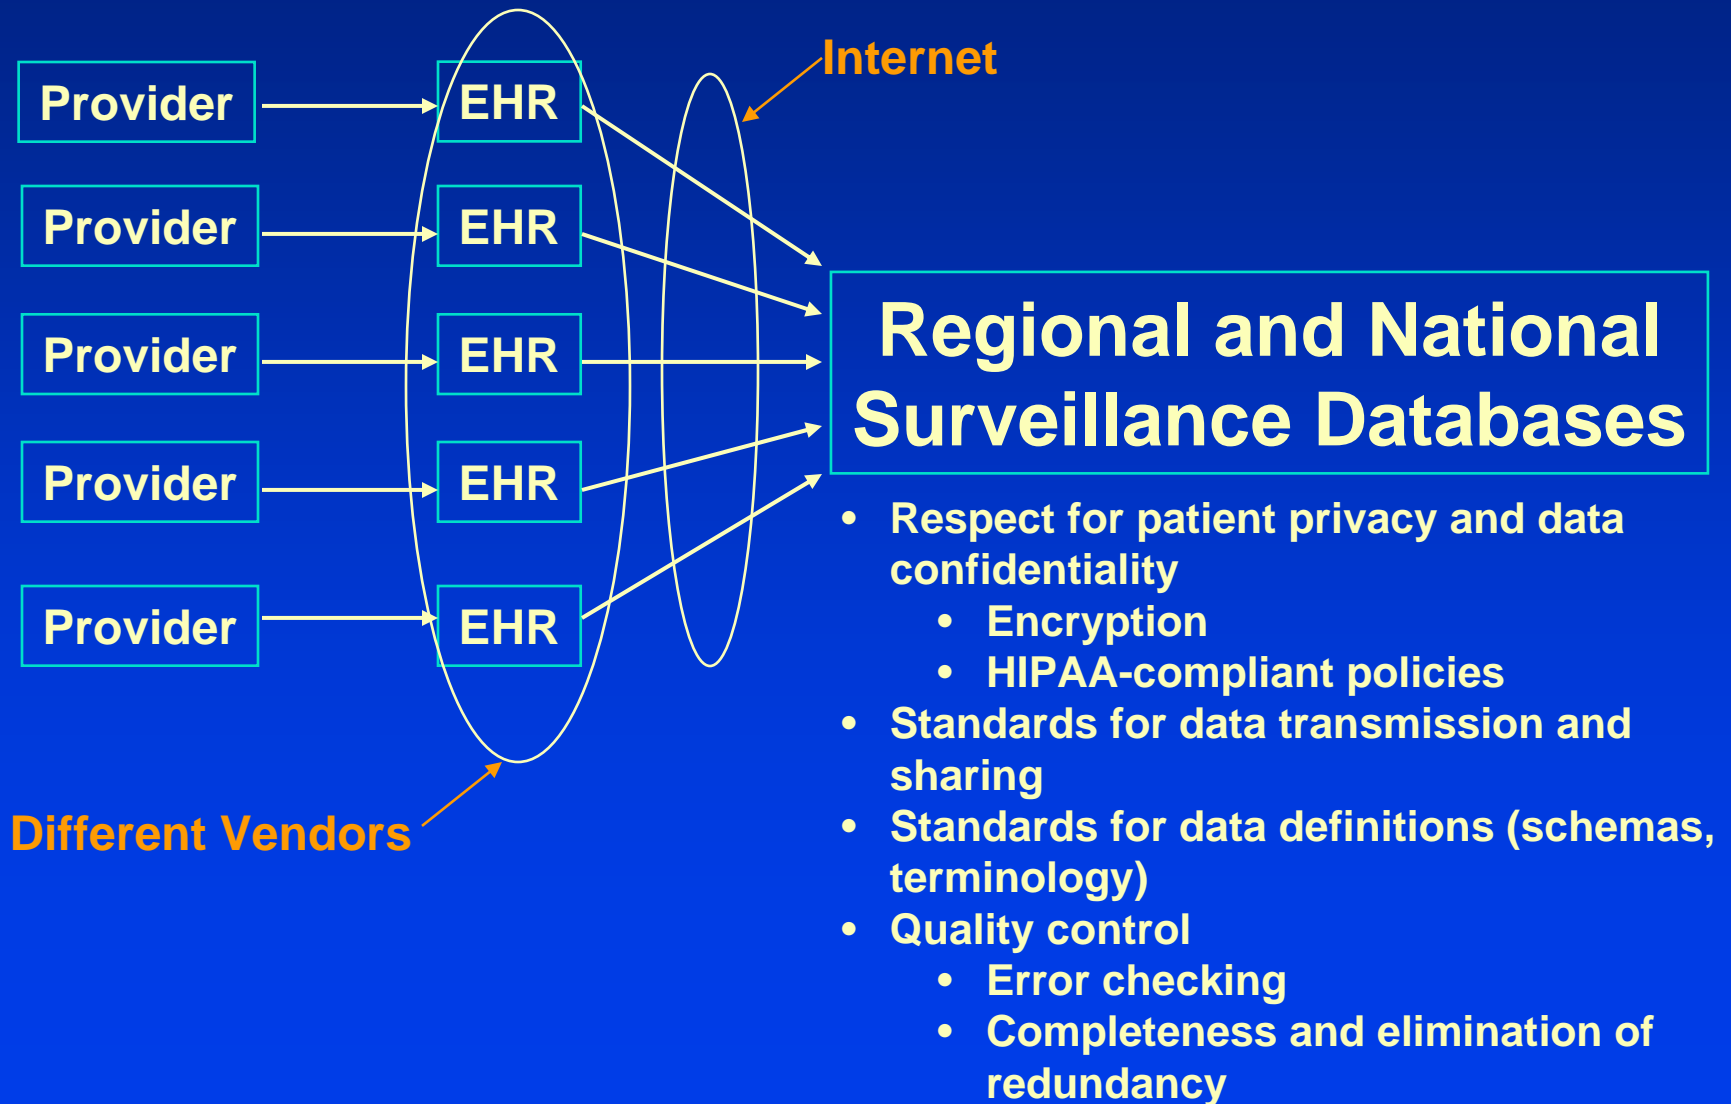 Internet
Provider
EHR
Provider
EHR
Provider
EHR
Provider
EHR
Provider
EHR
Different Vendors
Regional and National
Surveillance Databases
• Respect for patient privacy and data
confidentiality
• Encryption
• HIPAA-compliant policies
• Standards for data transmission and
sharing
• Standards for data definitions (schemas,
terminology)
• Quality control
• Error checking
• Completeness and elimination of
redundancy